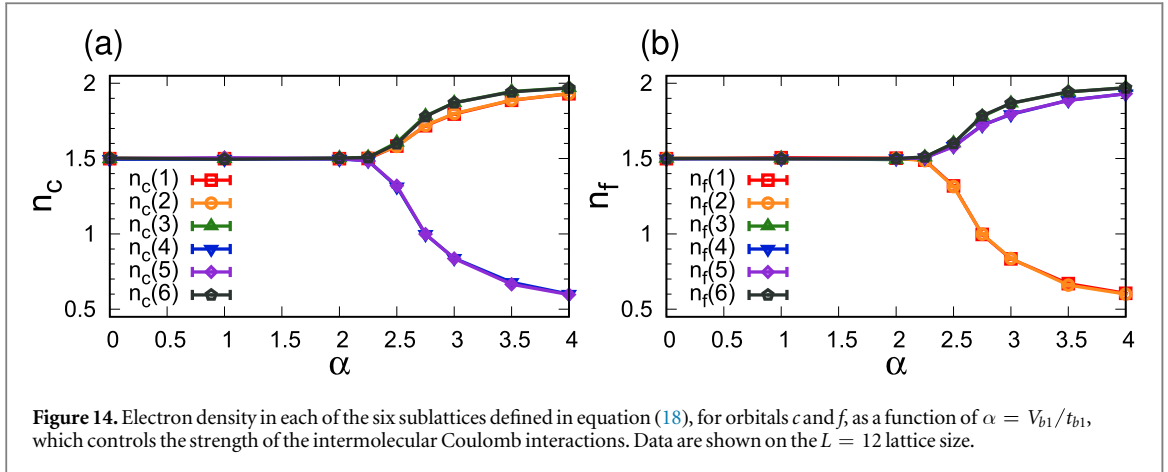 (a)
(b)
2
1.5
1
0.5
n_c
n_c(1)
n_c(2)
n_c(3)
n_c(4)
n_c(5)
n_c(6)
0 0.5 1 1.5 2 2.5 3 3.5 4
α
2
1.5
1
0.5
n_f
n_f(1)
n_f(2)
n_f(3)
n_f(4)
n_f(5)
n_f(6)
0 0.5 1 1.5 2 2.5 3 3.5 4
α
Figure 14. Electron density in each of the six sublattices defined in equation (18), for orbitals c and f, as a function of α = V_{b1}/t_{b1},
which controls the strength of the intermolecular Coulomb interactions. Data are shown on the L = 12 lattice size.